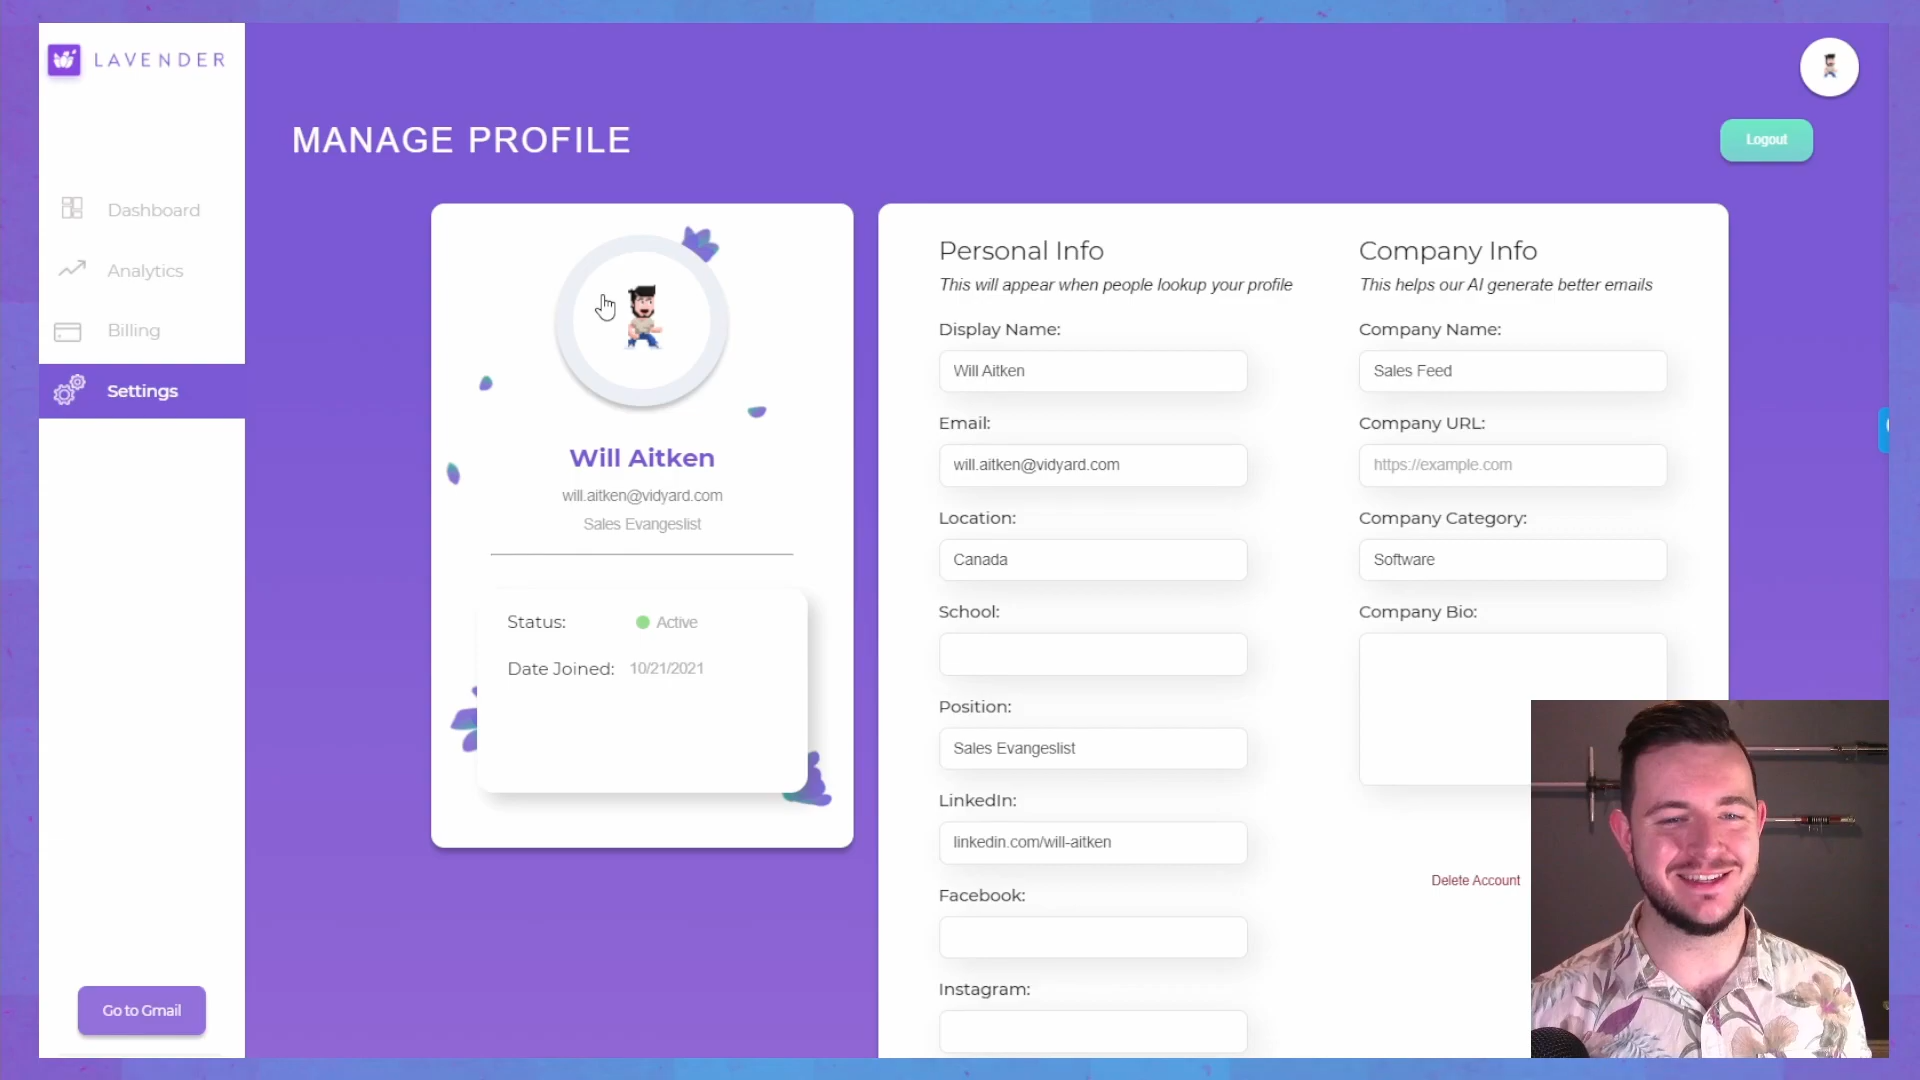 LAVENDER
MANAGE PROFILE
Logout
Dashboard
Analytics
Billing
Settings
Go to Gmail
Will Aitken
will.aitken@vidyard.com
Sales Evangeslist
Status: Active
Date Joined: 10/21/2021
Personal Info
This will appear when people lookup your profile
Display Name:
Will Aitken
Email:
will.aitken@vidyard.com
Location:
Canada
School:
Position:
Sales Evangeslist
LinkedIn:
linkedin.com/will-aitken
Facebook:
Instagram:
Company Info
This helps our AI generate better emails
Company Name:
Sales Feed
Company URL:
https://example.com
Company Category:
Software
Company Bio:
Delete Account